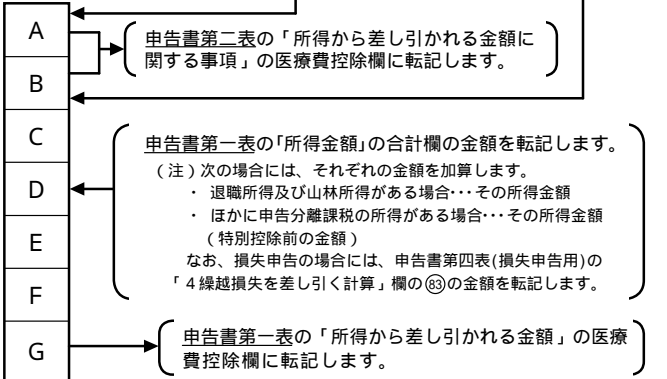 A
申告書第二表の「所得から差し引かれる金額に
関する事項」の医療費控除欄に転記します。
B
C
申告書第一表の「所得金額」の合計欄の金額を転記します。
(注)次の場合には、それぞれの金額を加算します。
・ 退職所得及び山林所得がある場合…その所得金額
D
・ ほかに申告分離課税の所得がある場合…その所得金額
(特別控除前の金額)
E
なお、損失申告の場合には、申告書第四表(損失申告用)の
「4繰越損失を差し引く計算」欄の㊿の金額を転記します。
F
申告書第一表の「所得から差し引かれる金額」の医療
費控除欄に転記します。
G